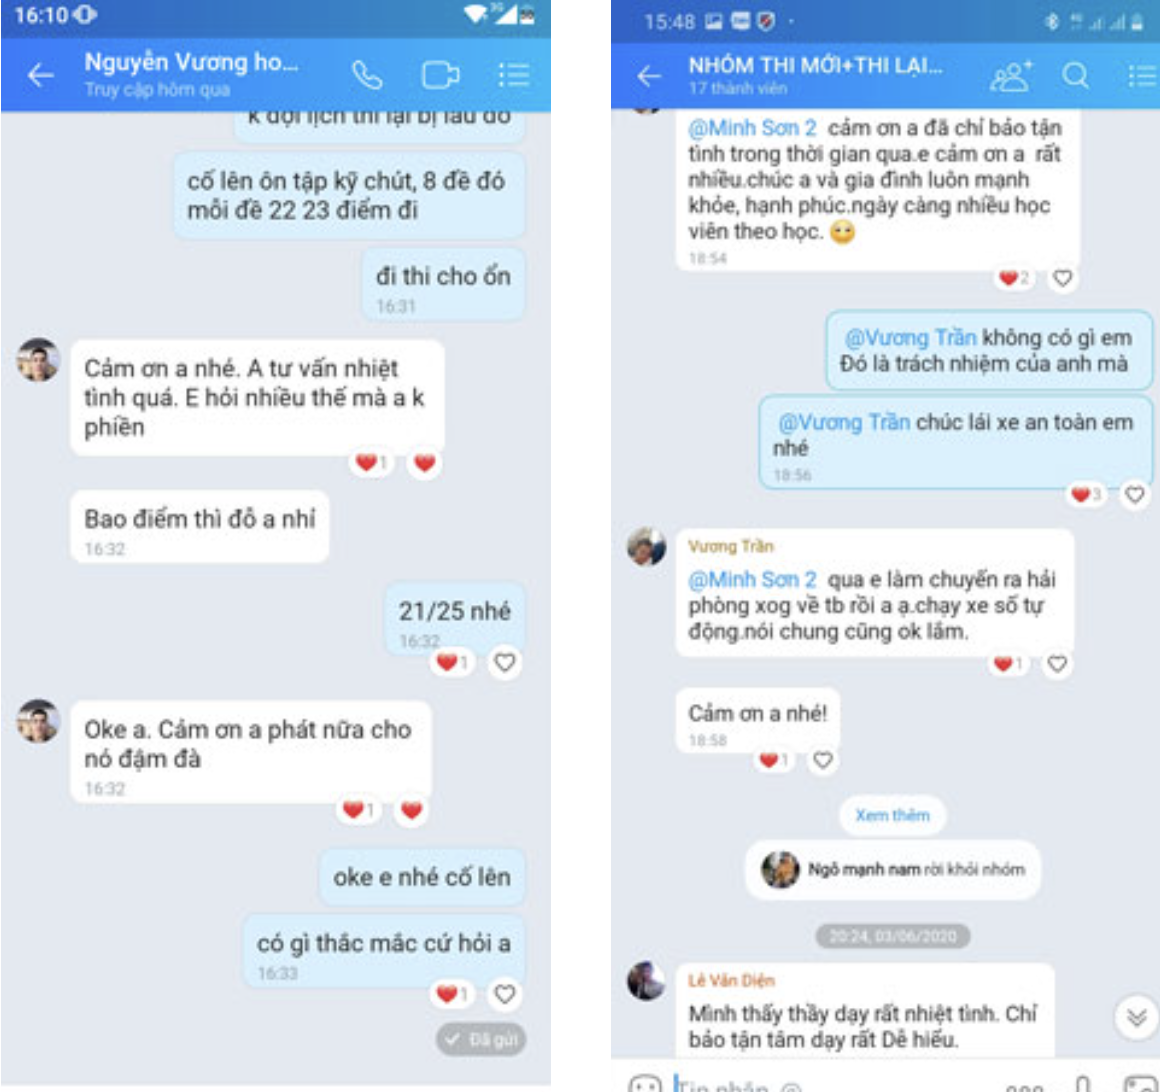 16:10
Nguyễn Vương ho...
Truy cập hôm qua
k đợi lịch thi lại bị lâu đó
cố lên ôn tập kỹ chút, 8 đề đó
mỗi đề 22 23 điểm đi
đi thi cho ổn
16:31
Cảm ơn a nhé. A tư vấn nhiệt
tình quá. E hỏi nhiều thế mà a k
phiền
1
Bao điểm thì đỗ a nhỉ
16:32
21/25 nhé
16:32
1
Oke a. Cảm ơn a phát nữa cho
nó đậm đà
16:32
1
oke e nhé cố lên
có gì thắc mắc cứ hỏi a
16:33
1
Đã gửi
15:48
NHÓM THI MỚI+THI LẠI...
17 thành viên
@Minh Sơn 2 cảm ơn a đã chỉ bảo tận
tình trong thời gian qua.e cảm ơn a rất
nhiều.chúc a và gia đình luôn mạnh
khỏe, hạnh phúc.ngày càng nhiều học
viên theo học.
18:54
2
@Vương Trần không có gì em
Đó là trách nhiệm của anh mà
@Vương Trần chúc lái xe an toàn em
nhé
18:56
3
Vương Trần
@Minh Sơn 2 qua e làm chuyến ra hải
phòng xog về tb rồi a ạ.chạy xe số tự
động.nói chung cũng ok lắm.
1
Cảm ơn a nhé!
18:58
1
Xem thêm
Ngô mạnh nam rời khỏi nhóm
20:24, 03/06/2020
Lê Văn Diện
Mình thấy thầy dạy rất nhiệt tình. Chỉ
bảo tận tâm dạy rất Dễ hiểu.
Tin nhắn, @